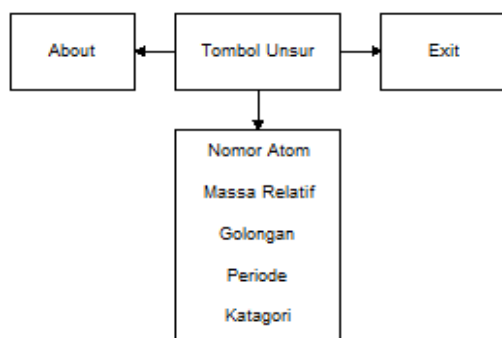 About
Tombol Unsur
Exit
Nomor Atom
Massa Relatif
Golongan
Periode
Katagori